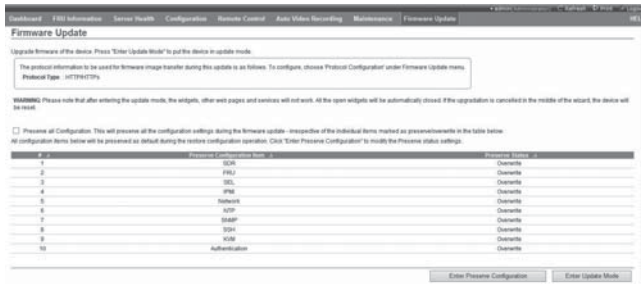 admin (Administrator) Refresh Print Logout
Dashboard FRU Information Server Health Configuration Remote Control Auto Video Recording Maintenance Firmware Update HEL
Firmware Update
Upgrade firmware of the device. Press "Enter Update Mode" to put the device in update mode.
The protocol information to be used for firmware image transfer during this update is as follows. To configure, choose 'Protocol Configuration' under Firmware Update menu.
Protocol Type : HTTP/HTTPs
WARNING: Please note that after entering the update mode, the widgets, other web pages and services will not work. All the open widgets will be automatically closed. If the upgradation is cancelled in the middle of the wizard, the device will
be reset.
Preserve all Configuration. This will preserve all the configuration settings during the firmware update - irrespective of the individual items marked as preserve/overwrite in the table below.
All configuration items below will be preserved as default during the restore configuration operation. Click "Enter Preserve Configuration" to modify the Preserve status settings.
# Preserve Configuration Item Preserve Status
1 SDR Overwrite
2 FRU Overwrite
3 SEL Overwrite
4 IPMI Overwrite
5 Network Overwrite
6 NTP Overwrite
7 SNMP Overwrite
8 SSH Overwrite
9 KVM Overwrite
10 Authentication Overwrite
Enter Preserve Configuration Enter Update Mode